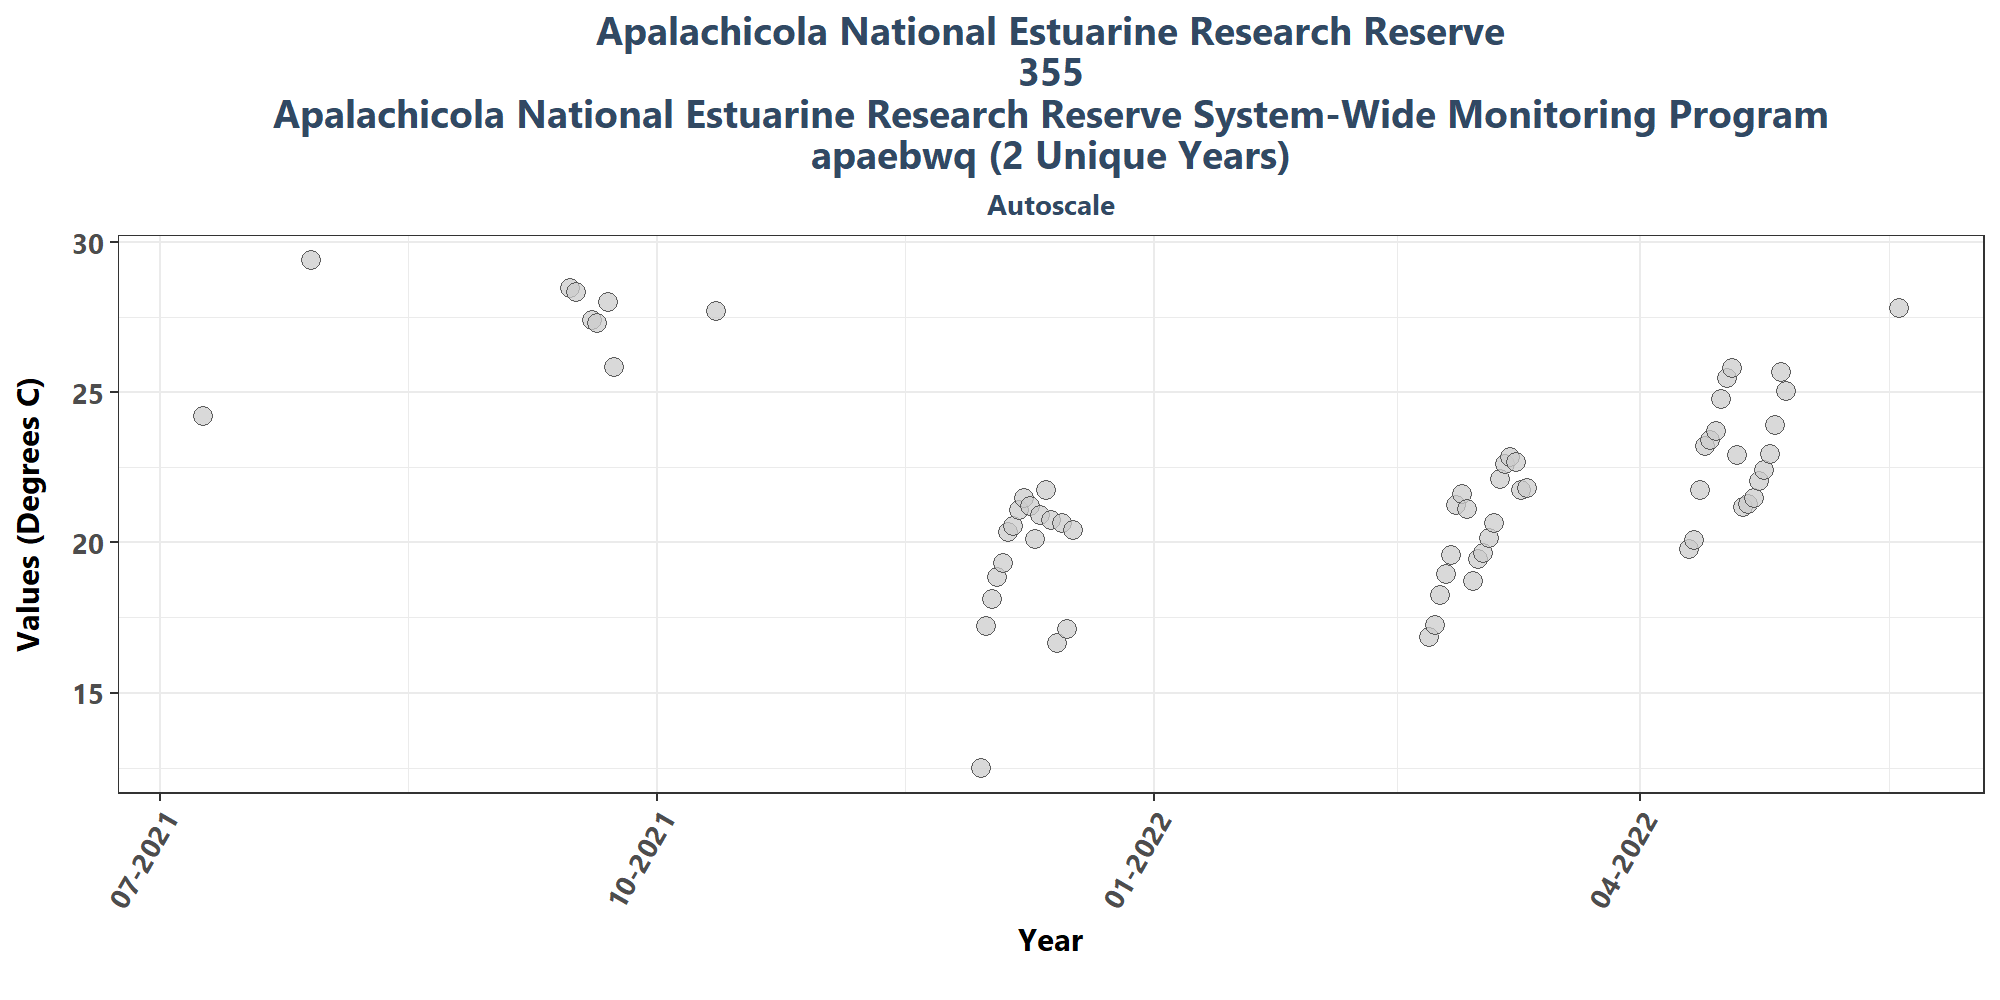 Apalachicola National Estuarine Research Reserve
355
Apalachicola National Estuarine Research Reserve System-Wide Monitoring Program
apaebwq (2 Unique Years)
Autoscale
30
25
20
15
Values (Degrees C)
07-2021
10-2021
01-2022
04-2022
Year